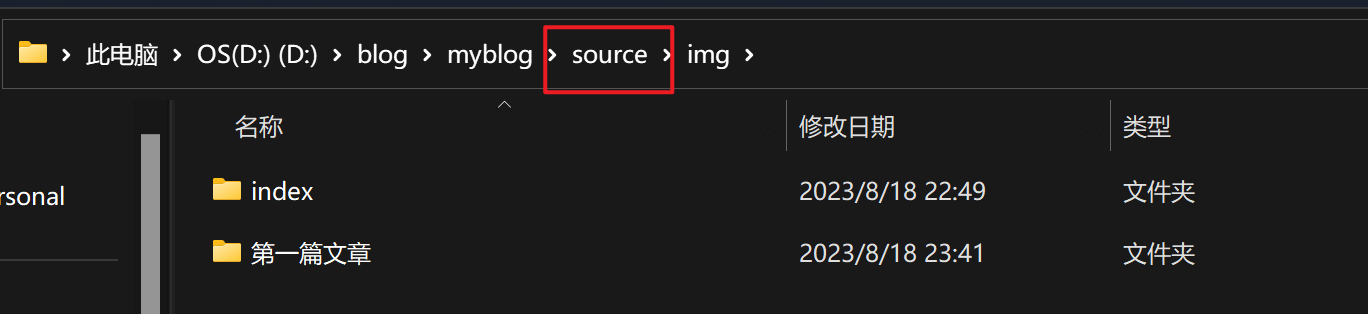 此电脑 OS(D:) (D:) blog myblog source img
名称 修改日期 类型
rsonal
index 2023/8/18 22:49 文件夹
第一篇文章 2023/8/18 23:41 文件夹